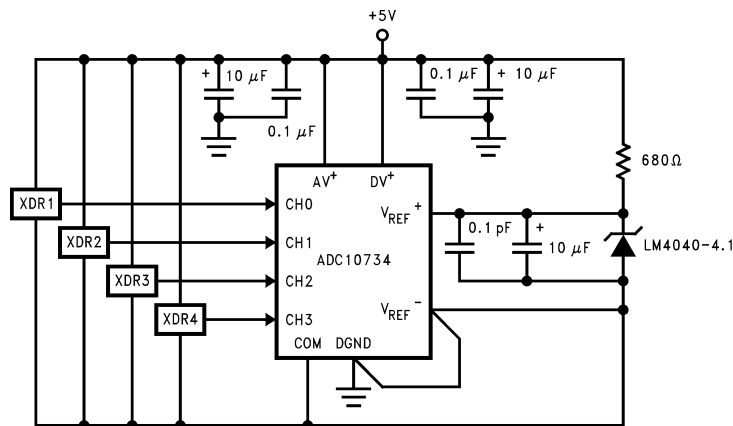 +5V
+ 10 μF
0.1 μF
0.1 μF
+ 10 μF
680Ω
AV+
DV+
XDR1
CH0
VREF+
0.1 pF
+
10 μF
LM4040-4.1
XDR2
CH1
ADC10734
XDR3
CH2
XDR4
CH3
VREF-
COM
DGND